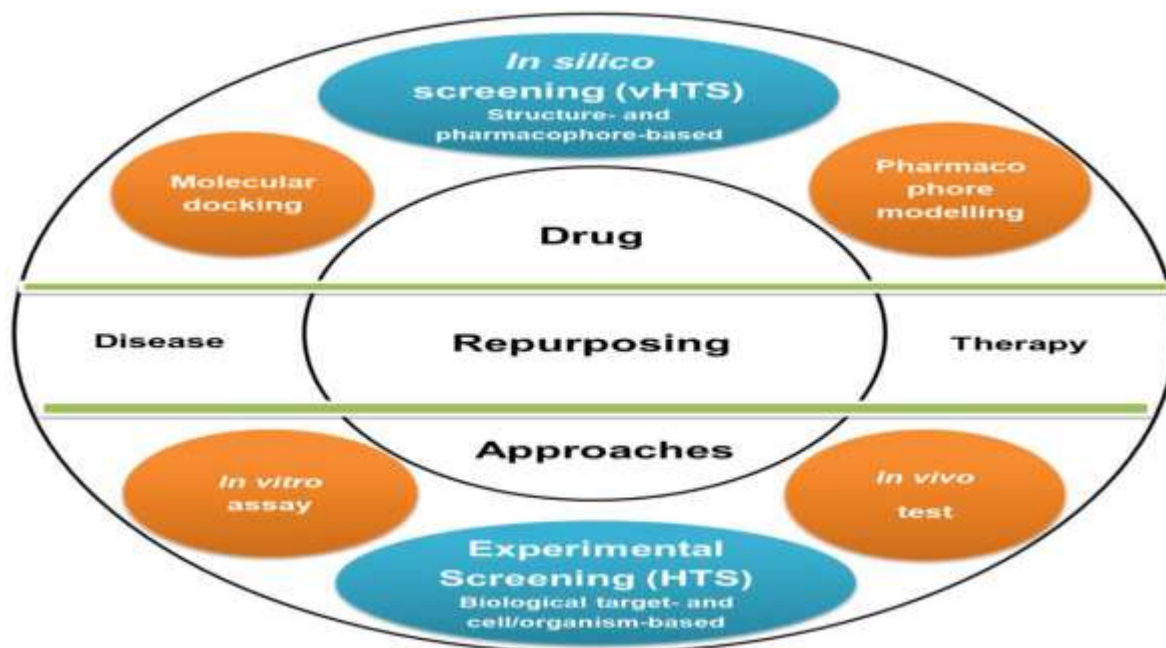 In silico
screening (vHTS)
Structure- and
pharmacophore-based
Molecular
docking
Pharmaco
phore
modelling
Drug
Disease
Repurposing
Therapy
Approaches
In vitro
assay
In vivo
test
Experimental
Screening (HTS)
Biological target- and
cell/organism-based